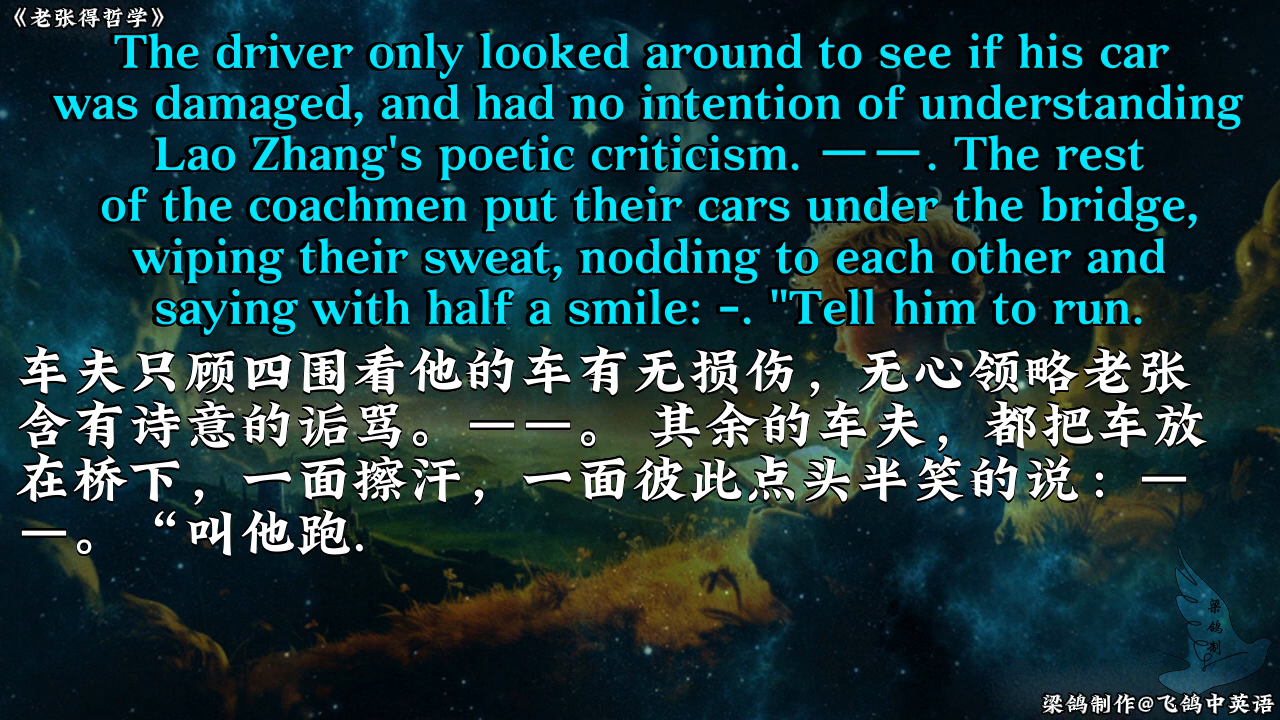 《老张得哲学》
The driver only looked around to see if his car
was damaged, and had no intention of understanding
Lao Zhang's poetic criticism. ——. The rest
of the coachmen put their cars under the bridge,
wiping their sweat, nodding to each other and
saying with half a smile: -. "Tell him to run.
车夫只顾四围看他的车有无损伤，无心领略老张
含有诗意的诟骂。——。 其余的车夫，都把车放
在桥下，一面擦汗，一面彼此点头半笑的说：—
—。 “叫他跑.
梁
鸽
制
梁鸽制作@飞鸽中英语